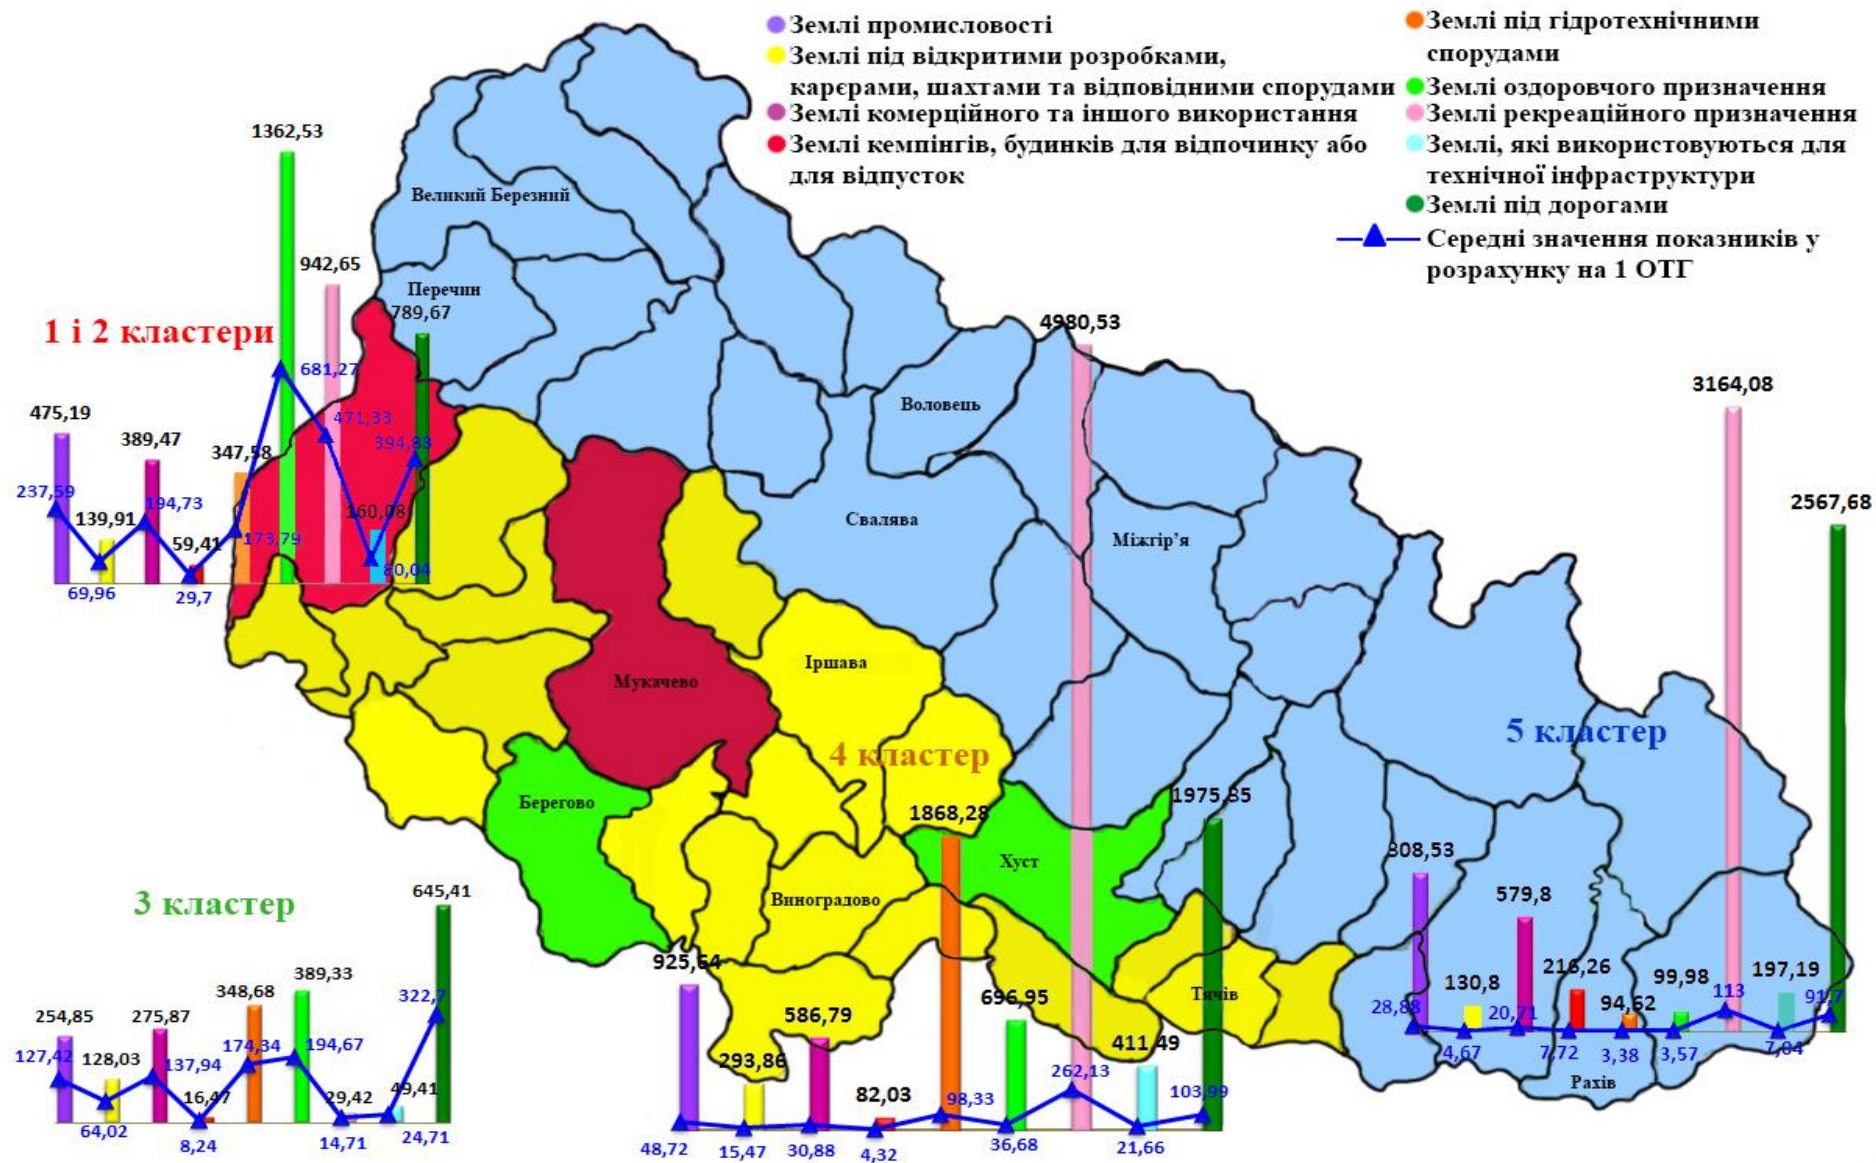 Землі промисловості
Землі під відкритими розробками,
карєрами, шахтами та відповідними спорудами
Землі комерційного та іншого використання
Землі кемпінгів, будинків для відпочинку або
для відпусток
Землі під гідротехнічними
спорудами
Землі оздоровчого призначення
Землі рекреаційного призначення
Землі, які використовуються для
технічної інфраструктури
Землі під дорогами
Середні значення показників у
розрахунку на 1 ОТГ
1 і 2 кластери
475,19
139,91
389,47
59,41
347,58
1362,53
942,65
160,08
789,67
237,59
69,96
194,73
29,7
173,79
681,27
471,33
80,04
394,83
Великий Березний
Перечин
Воловець
Свалява
Міжгір’я
Мукачево
Іршава
Берегово
Виноградово
Хуст
Тячів
Рахів
3 кластер
254,85
128,03
275,87
16,47
348,68
389,33
29,42
49,41
645,41
127,42
64,02
137,94
8,24
174,34
194,67
14,71
24,71
322,7
4 кластер
925,64
293,86
586,79
82,03
1868,28
696,95
4980,53
411,49
1975,85
48,72
15,47
30,88
4,32
98,33
36,68
262,13
21,66
103,99
5 кластер
808,53
130,8
579,8
216,26
94,62
99,98
3164,08
197,19
2567,68
28,88
4,67
20,71
7,72
3,38
3,57
113
7,04
91,7